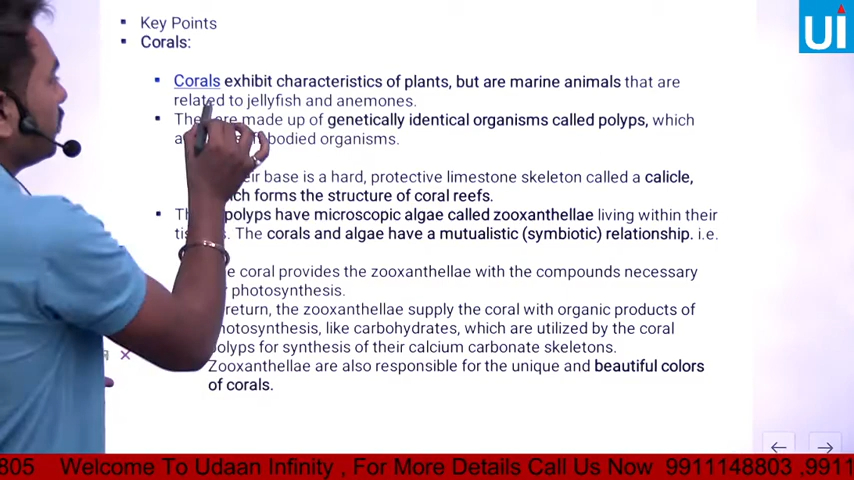 UI
Key Points
Corals:
Corals exhibit characteristics of plants, but are marine animals that are
related to jellyfish and anemones.
They are made up of genetically identical organisms called polyps, which
bodied organisms.
base is a hard, protective limestone skeleton called a calicle,
forms the structure of coral reefs.
polyps have microscopic algae called zooxanthellae living within their
The corals and algae have a mutualistic (symbiotic) relationship. i.e.
coral provides the zooxanthellae with the compounds necessary
photosynthesis.
return, the zooxanthellae supply the coral with organic products of
photosynthesis, like carbohydrates, which are utilized by the coral
polyps for synthesis of their calcium carbonate skeletons.
Zooxanthellae are also responsible for the unique and beautiful colors
of corals.
805 Welcome To Udaan Infinity , For More Details Call Us Now 9911148803 ,9911